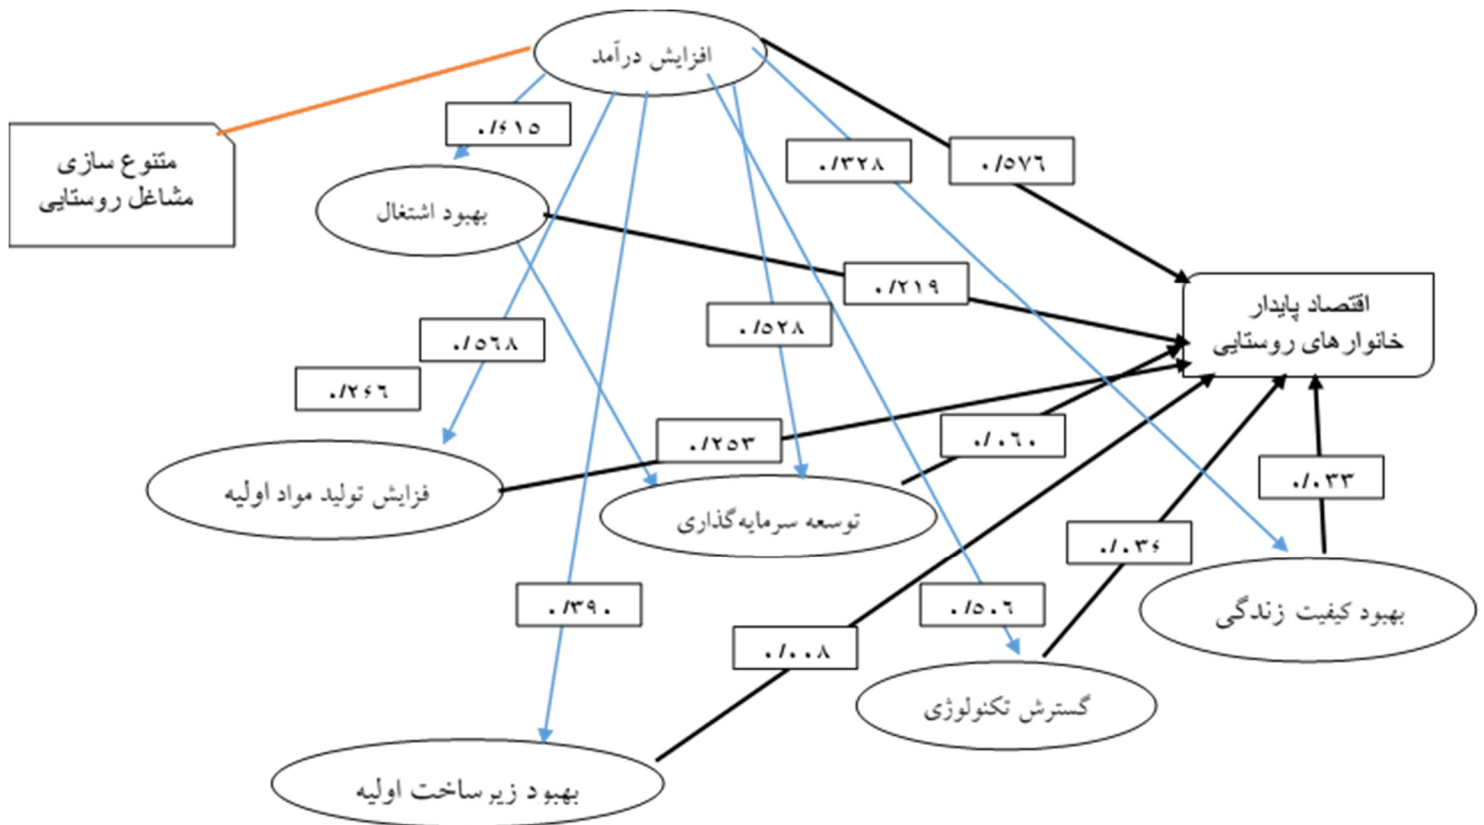 افزایش درآمد
۰/۶۱۵
۰/۳۲۸
۰/۵۷۶
متنوع سازی
مشاغل روستایی
بهبود اشتغال
۰/۲۱۹
اقتصاد پایدار
خانوارهای روستایی
۰/۵۶۸
۰/۵۲۸
۰/۲۶۶
۰/۲۵۳
۰/۰۶۰
۰/۰۳۳
فزایش تولید مواد اولیه
توسعه سرمایه‌گذاری
۰/۰۳۶
۰/۳۹۰
۰/۵۰۶
بهبود کیفیت زندگی
۰/۰۰۸
گسترش تکنولوژی
بهبود زیرساخت اولیه